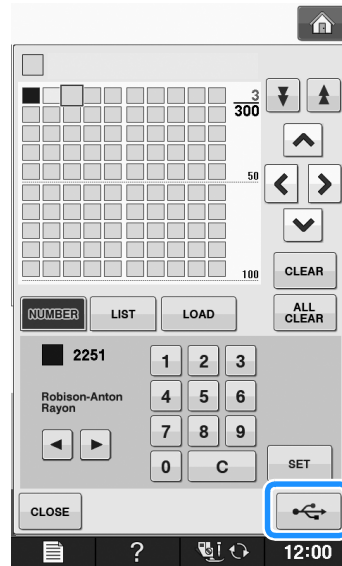 3
300
50
100
CLEAR
NUMBER
LIST
LOAD
ALL
CLEAR
2251
Robison-Anton
Rayon
1
2
3
4
5
6
7
8
9
0
C
SET
CLOSE
?
12:00